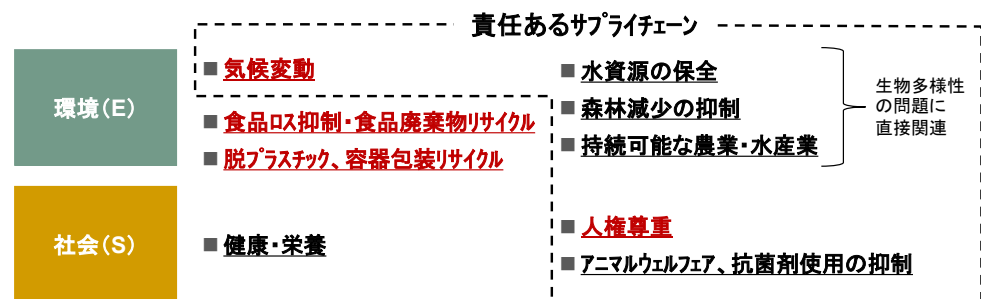 責任あるサプライチェーン
環境（E）
■気候変動
■食品ロス抑制・食品廃棄物リサイクル
■脱プラスチック、容器包装リサイクル
■水資源の保全
■森林減少の抑制
■持続可能な農業・水産業
生物多様性
の問題に
直接関連
社会（S）
■健康・栄養
■人権尊重
■アニマルウェルフェア、抗菌剤使用の抑制